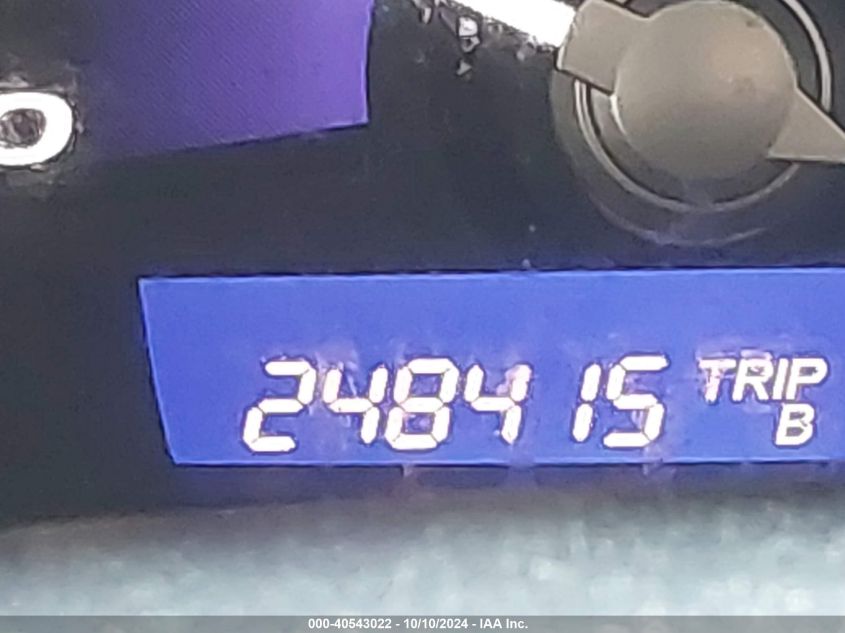 248415 TRIP
B
000-40543022 - 10/10/2024 - IAA Inc.